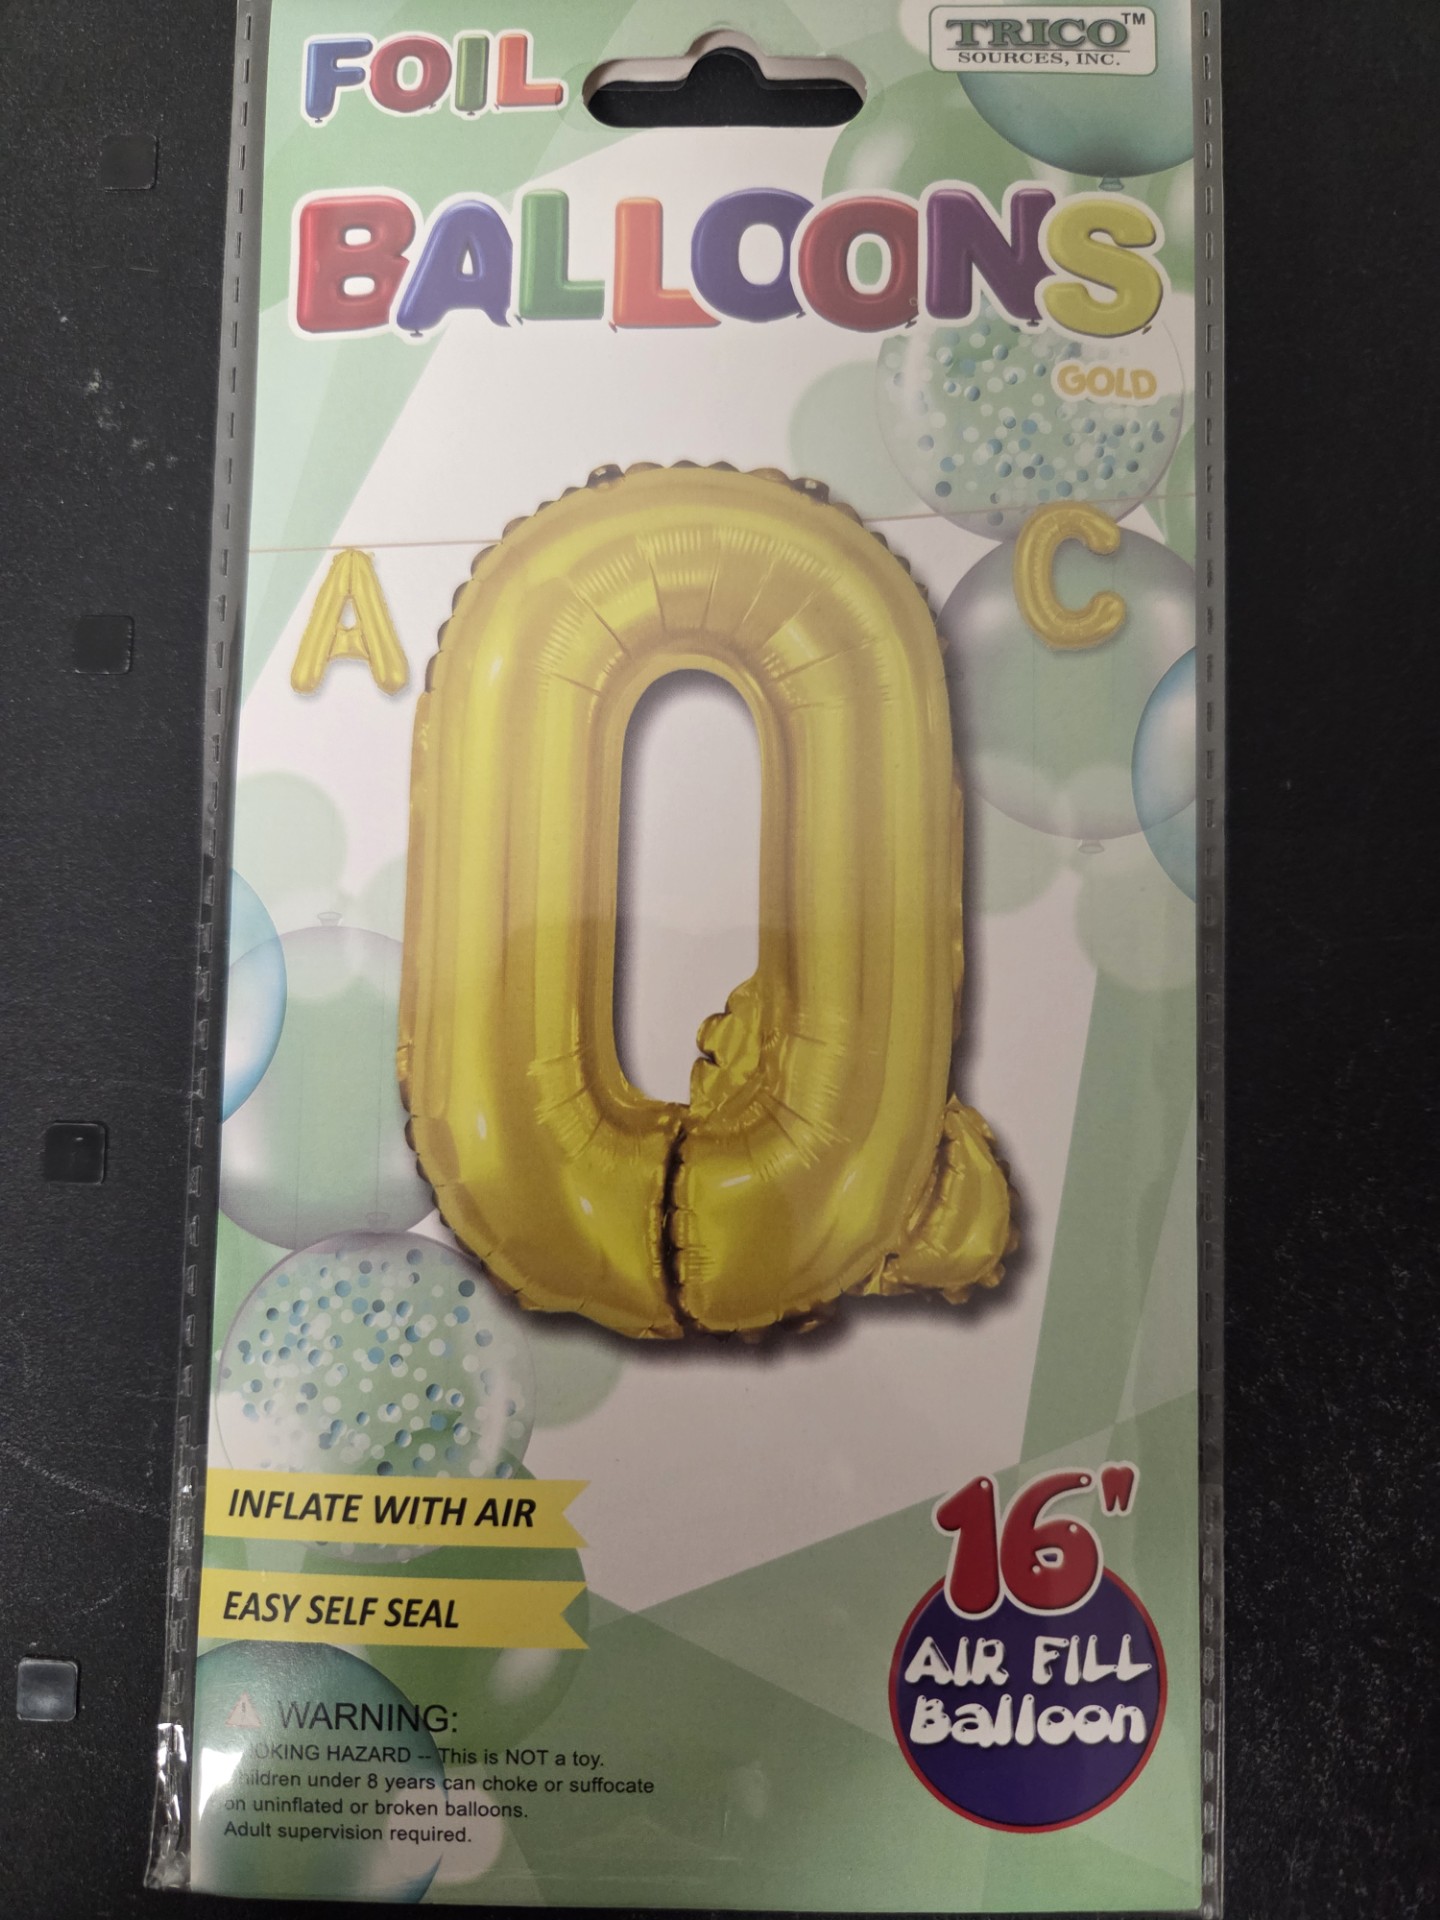 FOIL
TRICO™
SOURCES, INC.
BALLOONS
GOLD
A
C
Q
INFLATE WITH AIR
EASY SELF SEAL
16"
AIR FILL
Balloon
WARNING:
HAZARD -- This is NOT a toy.
under 8 years can choke or suffocate
on uninflated or broken balloons.
Adult supervision required.